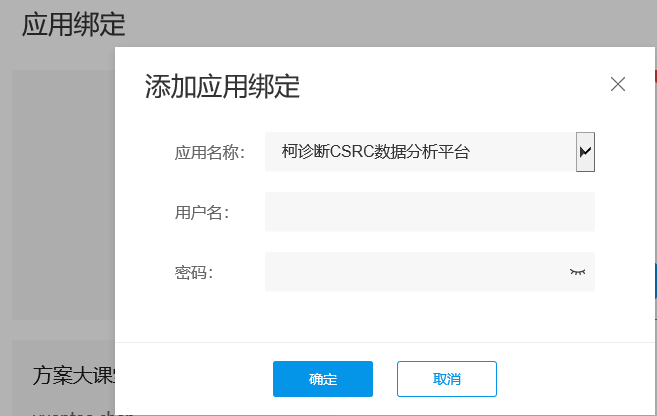 应用绑定
添加应用绑定
应用名称：
柯诊断CSRC数据分析平台
用户名：
密码：
确定
取消
方案大课